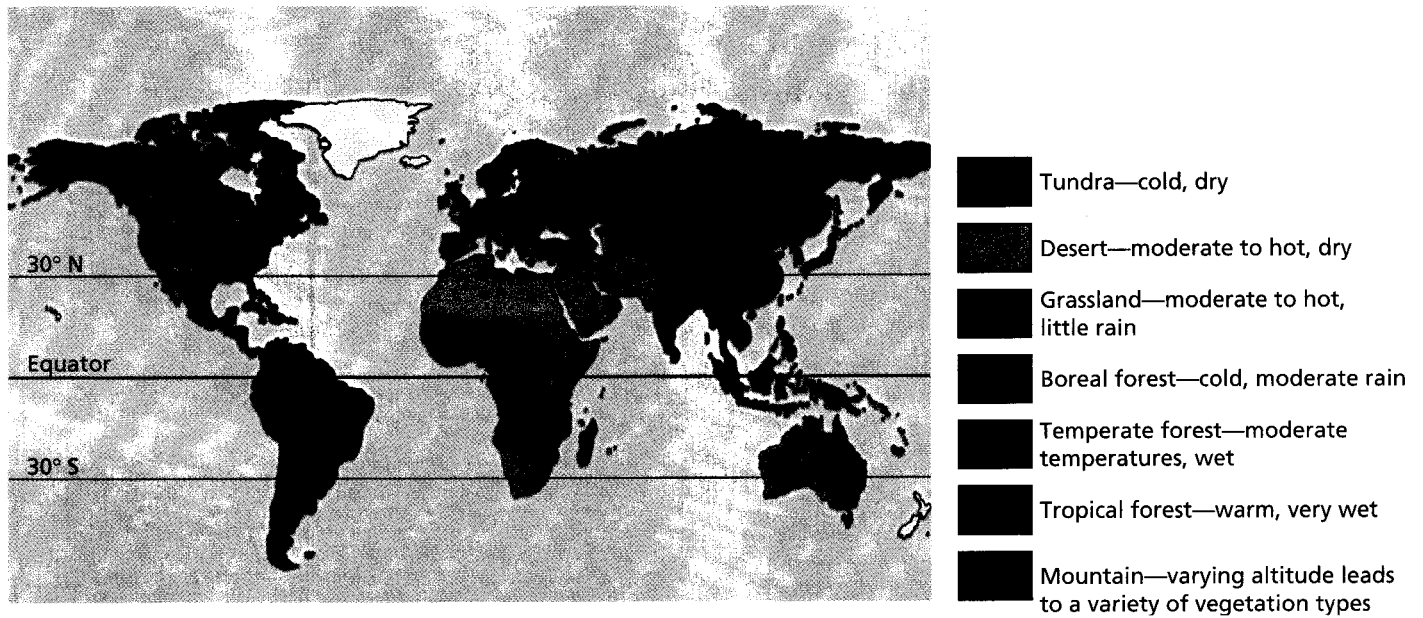 30° N
Equator
30° S
Tundra—cold, dry
Desert—moderate to hot, dry
Grassland—moderate to hot,
little rain
Boreal forest—cold, moderate rain
Temperate forest—moderate
temperatures, wet
Tropical forest—warm, very wet
Mountain—varying altitude leads
to a variety of vegetation types